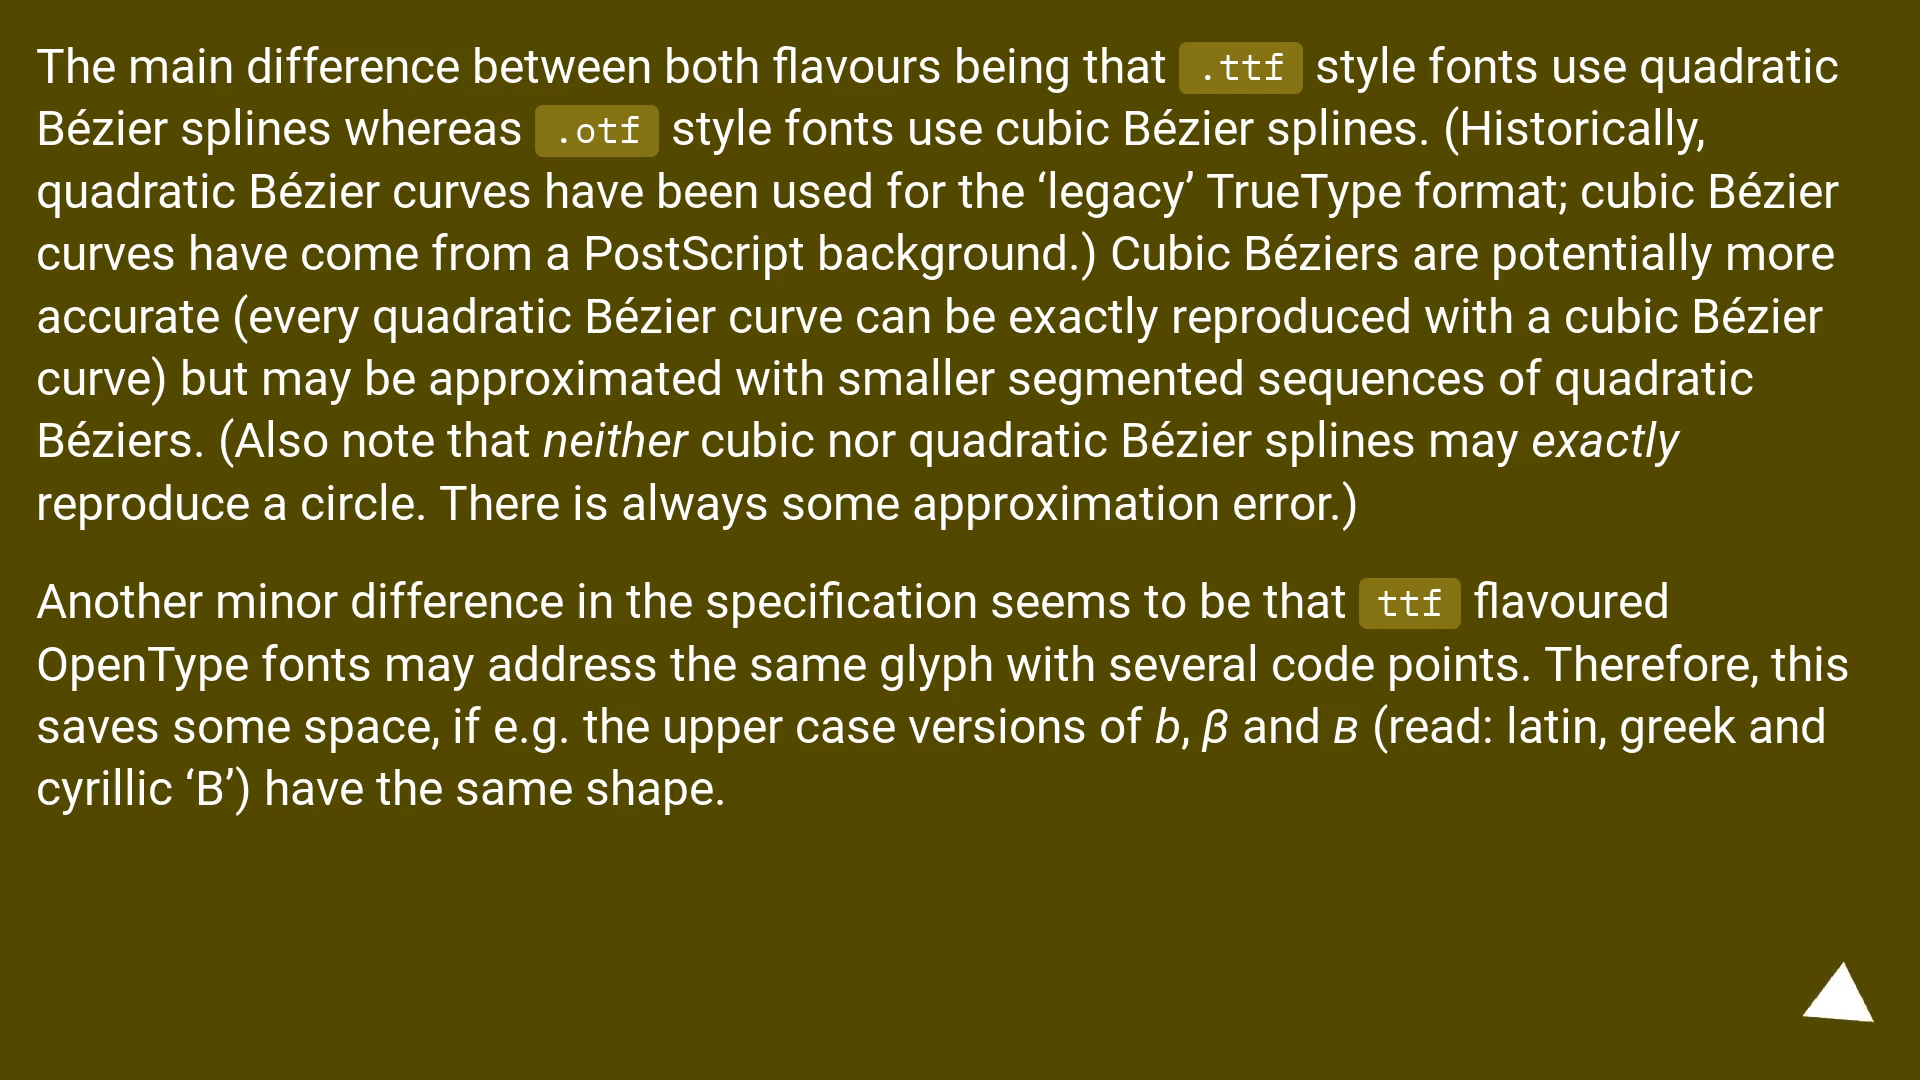 The main difference between both flavours being that .ttf style fonts use quadratic
Bézier splines whereas .otf style fonts use cubic Bézier splines. (Historically,
quadratic Bézier curves have been used for the ‘legacy’ TrueType format; cubic Bézier
curves have come from a PostScript background.) Cubic Béziers are potentially more
accurate (every quadratic Bézier curve can be exactly reproduced with a cubic Bézier
curve) but may be approximated with smaller segmented sequences of quadratic
Béziers. (Also note that neither cubic nor quadratic Bézier splines may exactly
reproduce a circle. There is always some approximation error.)
Another minor difference in the specification seems to be that ttf flavoured
OpenType fonts may address the same glyph with several code points. Therefore, this
saves some space, if e.g. the upper case versions of b, β and в (read: latin, greek and
cyrillic ‘B’) have the same shape.